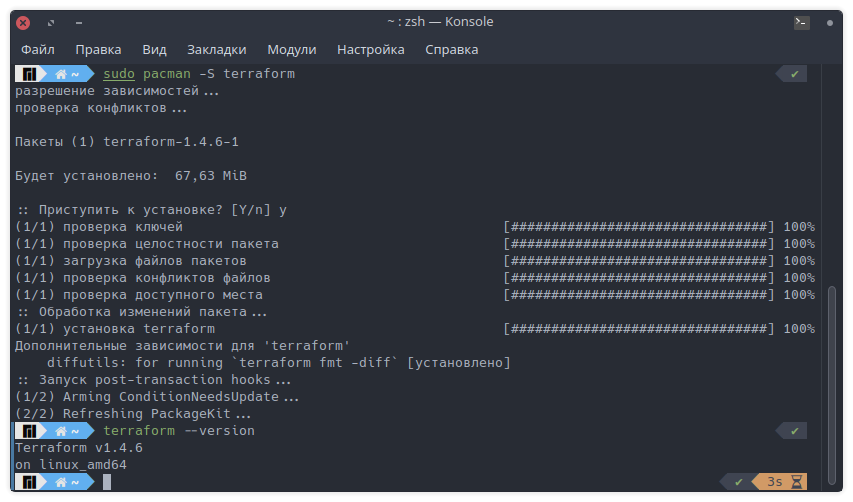 ~ : zsh — Konsole
Файл Правка Вид Закладки Модули Настройка Справка
~ sudo pacman -S terraform ✔
разрешение зависимостей...
проверка конфликтов...
Пакеты (1) terraform-1.4.6-1
Будет установлено:  67,63 MiB
:: Приступить к установке? [Y/n] y
(1/1) проверка ключей [################################] 100%
(1/1) проверка целостности пакета [################################] 100%
(1/1) загрузка файлов пакетов [################################] 100%
(1/1) проверка конфликтов файлов [################################] 100%
(1/1) проверка доступного места [################################] 100%
:: Обработка изменений пакета...
(1/1) установка terraform [################################] 100%
Дополнительные зависимости для 'terraform'
    diffutils: for running `terraform fmt -diff` [установлено]
:: Запуск post-transaction hooks...
(1/2) Arming ConditionNeedsUpdate...
(2/2) Refreshing PackageKit...
~ terraform --version ✔
Terraform v1.4.6
on linux_amd64
~ ✔ 3s